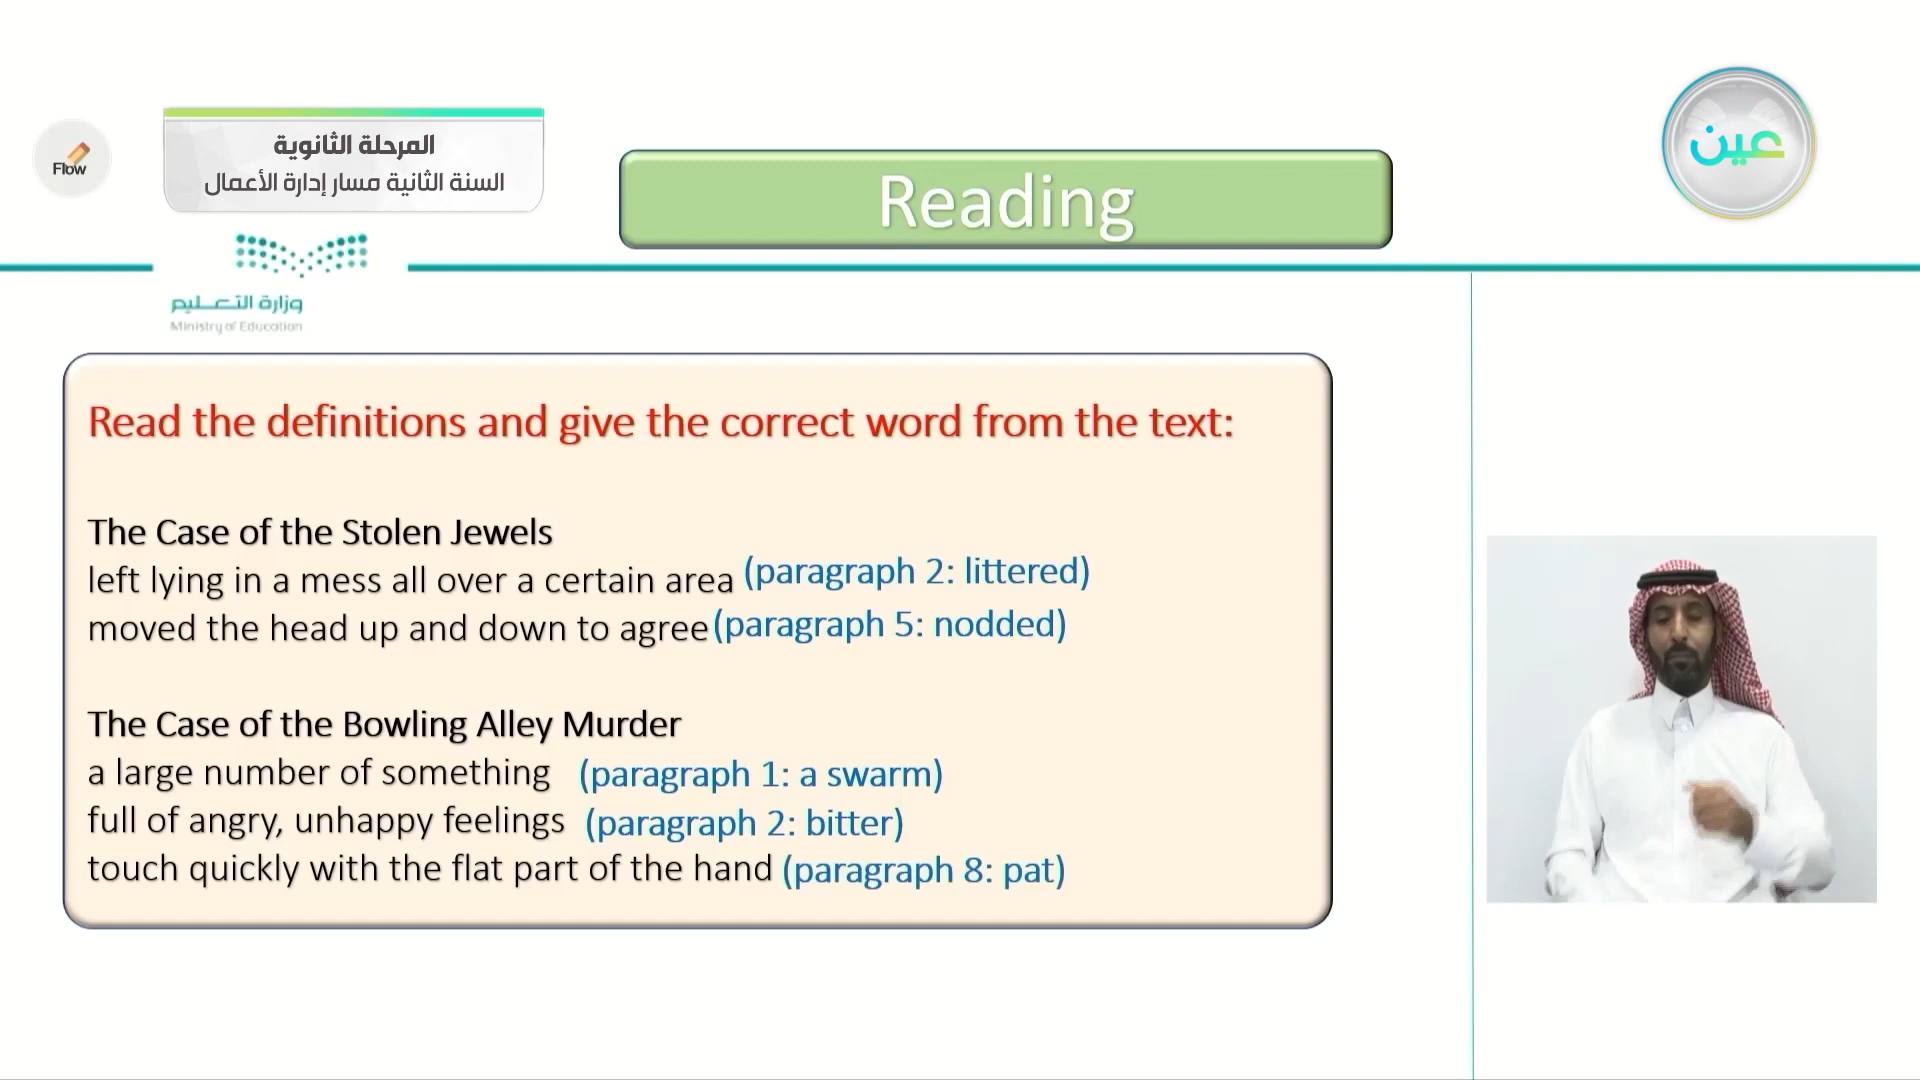 المرحلة الثانوية
السنة الثانية مسار إدارة الأعمال
Flow
عين
Reading
وزارة التعليم
Ministry of Education
Read the definitions and give the correct word from the text:
The Case of the Stolen Jewels
left lying in a mess all over a certain area (paragraph 2: littered)
moved the head up and down to agree (paragraph 5: nodded)
The Case of the Bowling Alley Murder
a large number of something (paragraph 1: a swarm)
full of angry, unhappy feelings (paragraph 2: bitter)
touch quickly with the flat part of the hand (paragraph 8: pat)